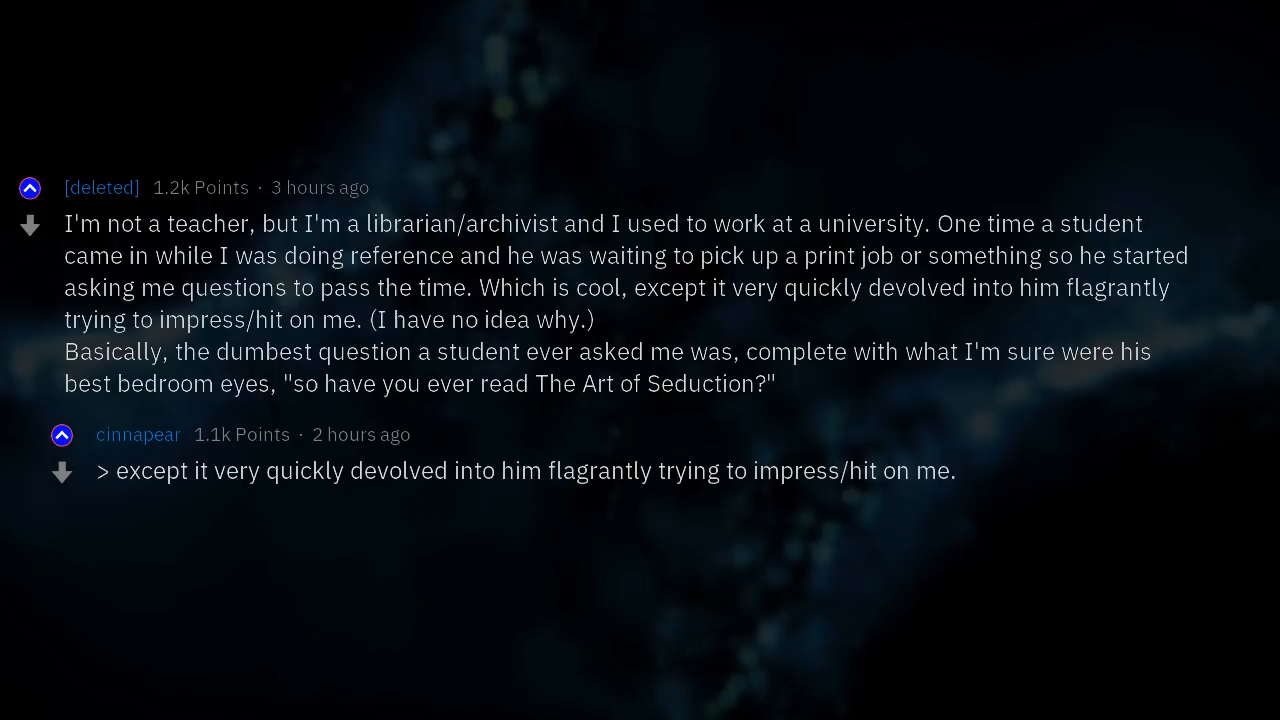 [deleted] 1.2k Points · 3 hours ago
I'm not a teacher, but I'm a librarian/archivist and I used to work at a university. One time a student
came in while I was doing reference and he was waiting to pick up a print job or something so he started
asking me questions to pass the time. Which is cool, except it very quickly devolved into him flagrantly
trying to impress/hit on me. (I have no idea why.)
Basically, the dumbest question a student ever asked me was, complete with what I'm sure were his
best bedroom eyes, "so have you ever read The Art of Seduction?"
cinnapear 1.1k Points · 2 hours ago
> except it very quickly devolved into him flagrantly trying to impress/hit on me.